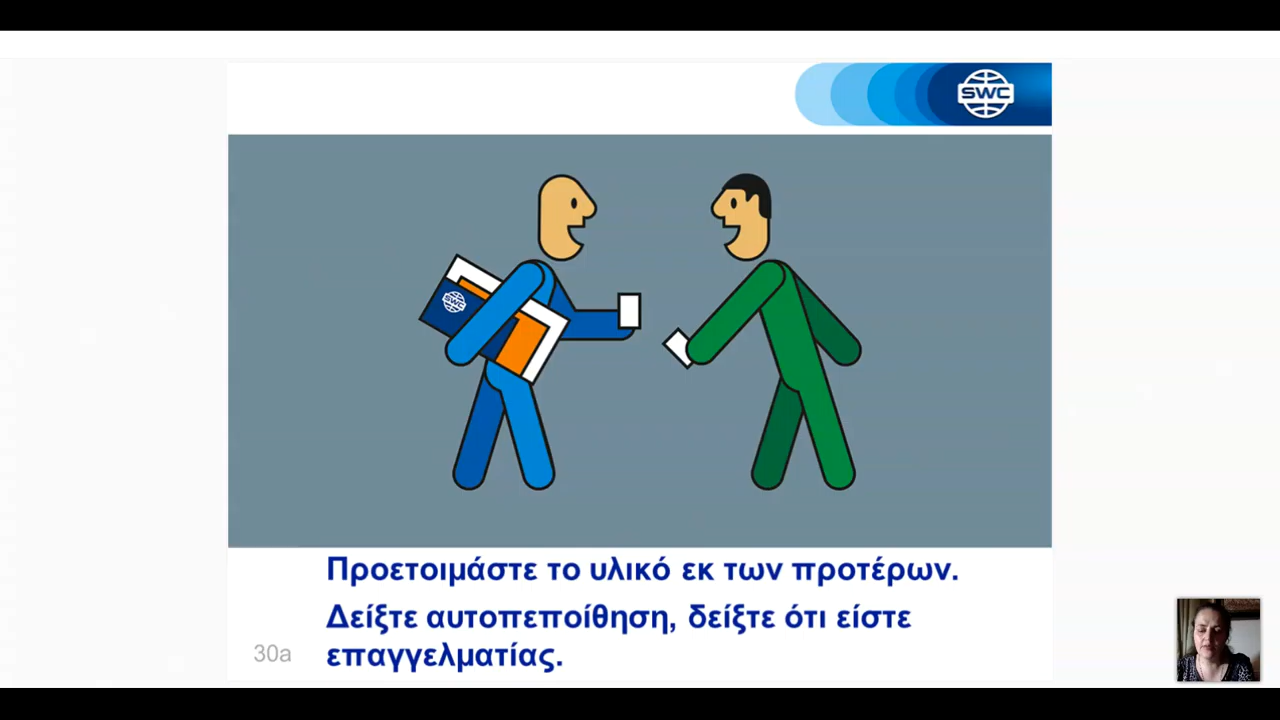 SWC
SWC
Προετοιμάστε το υλικό εκ των προτέρων.
Δείξτε αυτοπεποίθηση, δείξτε ότι είστε
επαγγελματίας.
30a